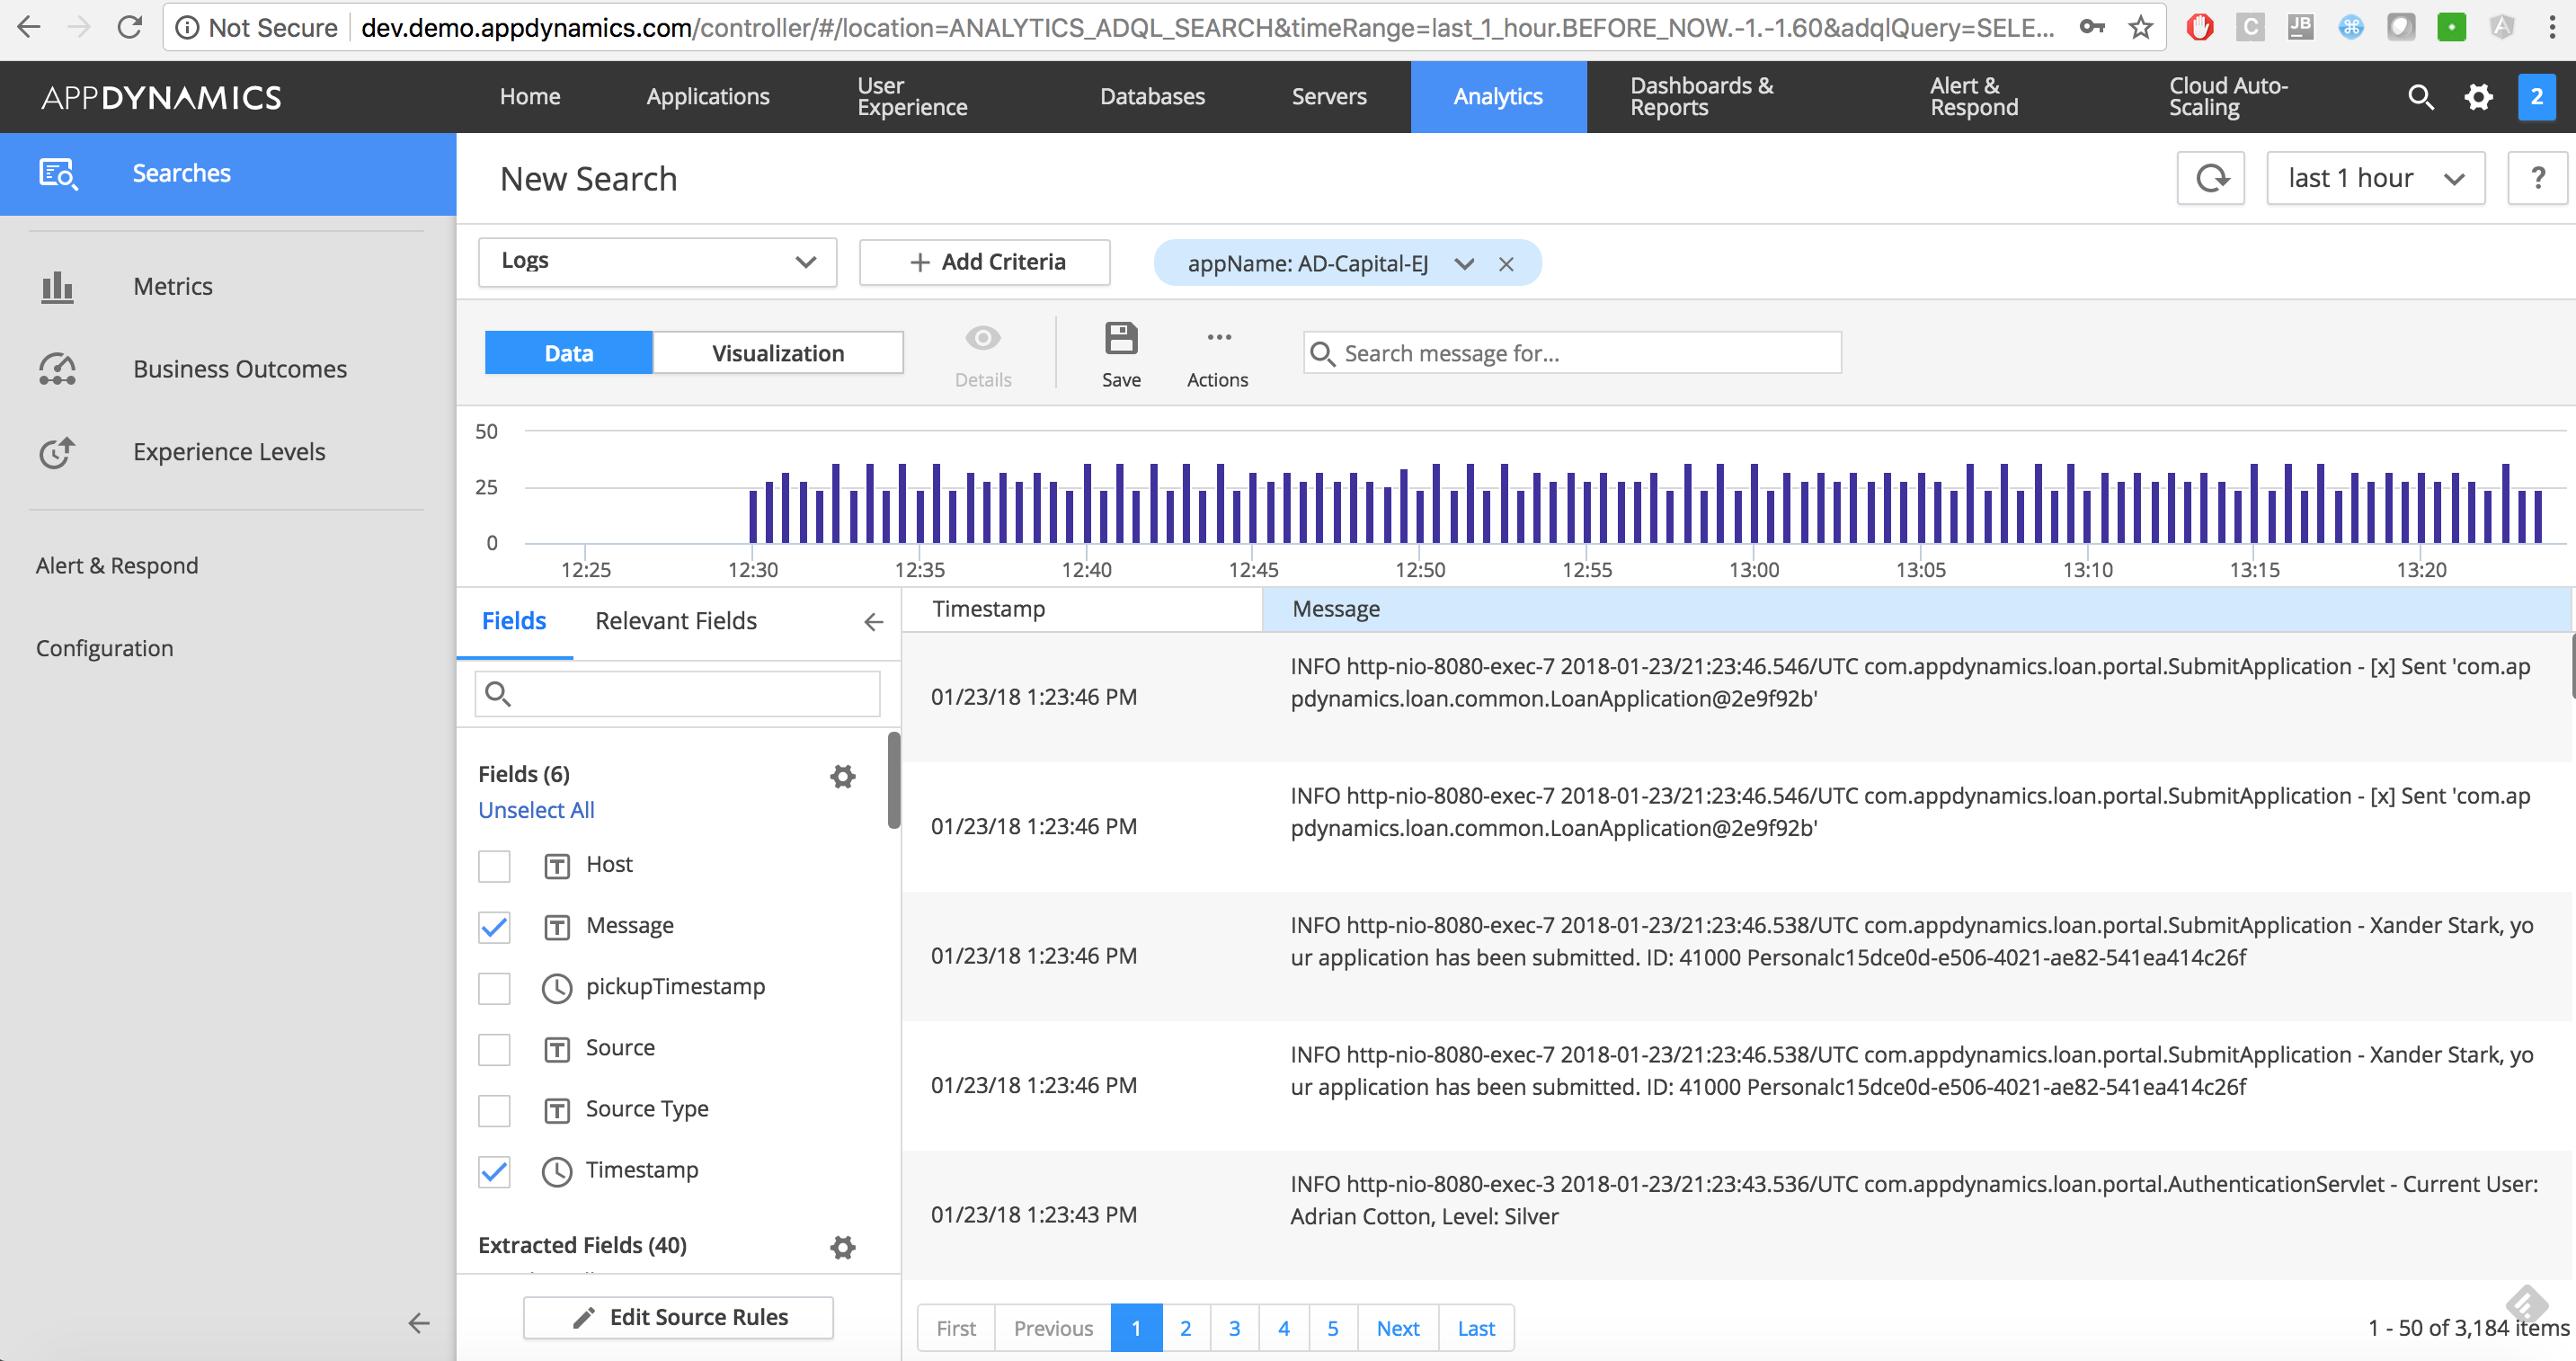 Not Secure dev.demo.appdynamics.com/controller/#/location=ANALYTICS_ADQL_SEARCH&timeRange=last_1_hour.BEFORE_NOW.-1.-1.60&adqlQuery=SELE...
C JB A
APPDYNAMICS
Home
Applications
User
Experience
Databases
Servers
Analytics
Dashboards &
Reports
Alert &
Respond
Cloud Auto-
Scaling
2
Searches
Metrics
Business Outcomes
Experience Levels
Alert & Respond
Configuration
New Search
last 1 hour
?
Logs
+ Add Criteria
appName: AD-Capital-EJ
Data
Visualization
Details
Save
Actions
Search message for...
50
25
0
12:25 12:30 12:35 12:40 12:45 12:50 12:55 13:00 13:05 13:10 13:15 13:20
Fields
Relevant Fields
Fields (6)
Unselect All
T Host
T Message
pickupTimestamp
T Source
T Source Type
Timestamp
Extracted Fields (40)
Edit Source Rules
Timestamp Message
INFO http-nio-8080-exec-7 2018-01-23/21:23:46.546/UTC com.appdynamics.loan.portal.SubmitApplication - [x] Sent 'com.ap
01/23/18 1:23:46 PM
pdynamics.loan.common.LoanApplication@2e9f92b'
INFO http-nio-8080-exec-7 2018-01-23/21:23:46.546/UTC com.appdynamics.loan.portal.SubmitApplication - [x] Sent 'com.ap
01/23/18 1:23:46 PM
pdynamics.loan.common.LoanApplication@2e9f92b'
INFO http-nio-8080-exec-7 2018-01-23/21:23:46.538/UTC com.appdynamics.loan.portal.SubmitApplication - Xander Stark, yo
01/23/18 1:23:46 PM
ur application has been submitted. ID: 41000 Personalc15dce0d-e506-4021-ae82-541ea414c26f
INFO http-nio-8080-exec-7 2018-01-23/21:23:46.538/UTC com.appdynamics.loan.portal.SubmitApplication - Xander Stark, yo
01/23/18 1:23:46 PM
ur application has been submitted. ID: 41000 Personalc15dce0d-e506-4021-ae82-541ea414c26f
INFO http-nio-8080-exec-3 2018-01-23/21:23:43.536/UTC com.appdynamics.loan.portal.AuthenticationServlet - Current User:
01/23/18 1:23:43 PM
Adrian Cotton, Level: Silver
First Previous 1 2 3 4 5 Next Last
1 - 50 of 3,184 items